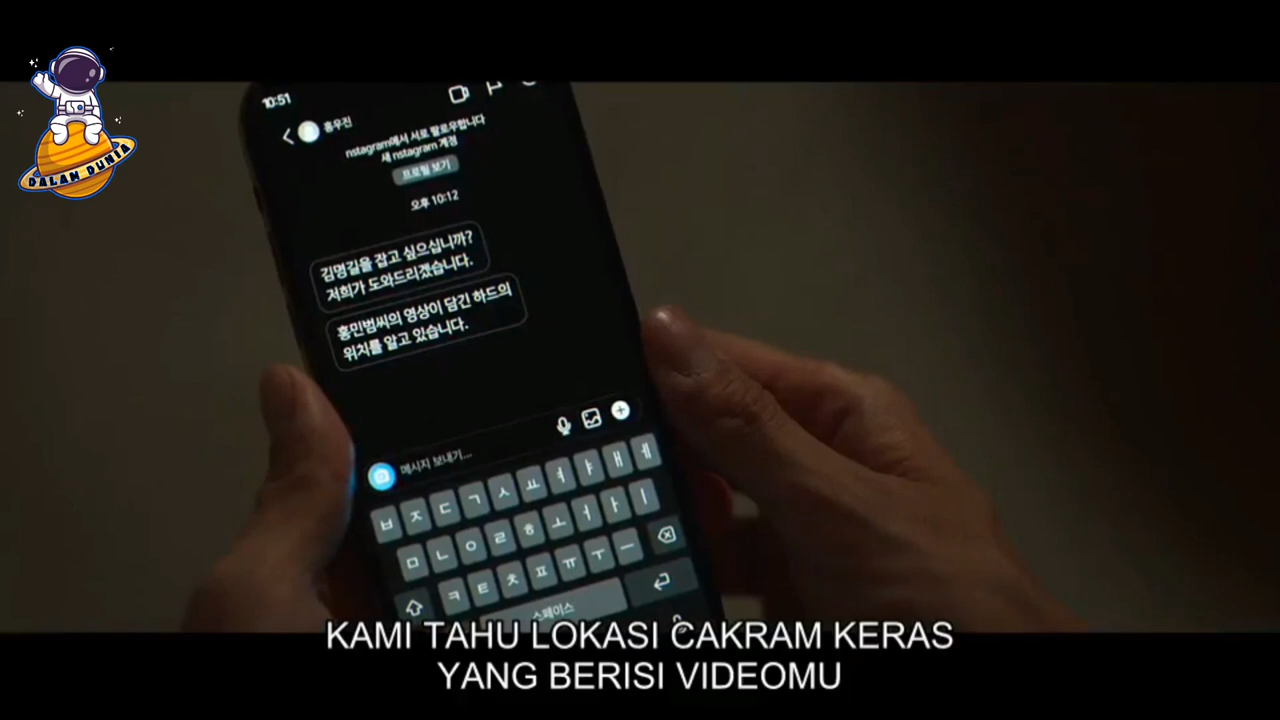 DALAN DUNIA
10:51
홍우진
nstagram에서 서로 팔로우합니다
새 nstagram 계정
프로필 보기
오후 10:12
김명길을 잡고 싶으십니까?
저희가 도와드리겠습니다.
홍민범씨의 영상이 담긴 하드의
위치를 알고 있습니다.
메시지 보내기...
ㅂ ㅈ ㄷ ㄱ ㅅ ㅛ ㅕ ㅑ ㅐ ㅔ
ㅁ ㄴ ㅇ ㄹ ㅎ ㅗ ㅓ ㅏ ㅣ
ㅋ ㅌ ㅊ ㅍ ㅠ ㅜ ㅡ
스페이스
KAMI TAHU LOKASI CAKRAM KERAS
YANG BERISI VIDEOMU